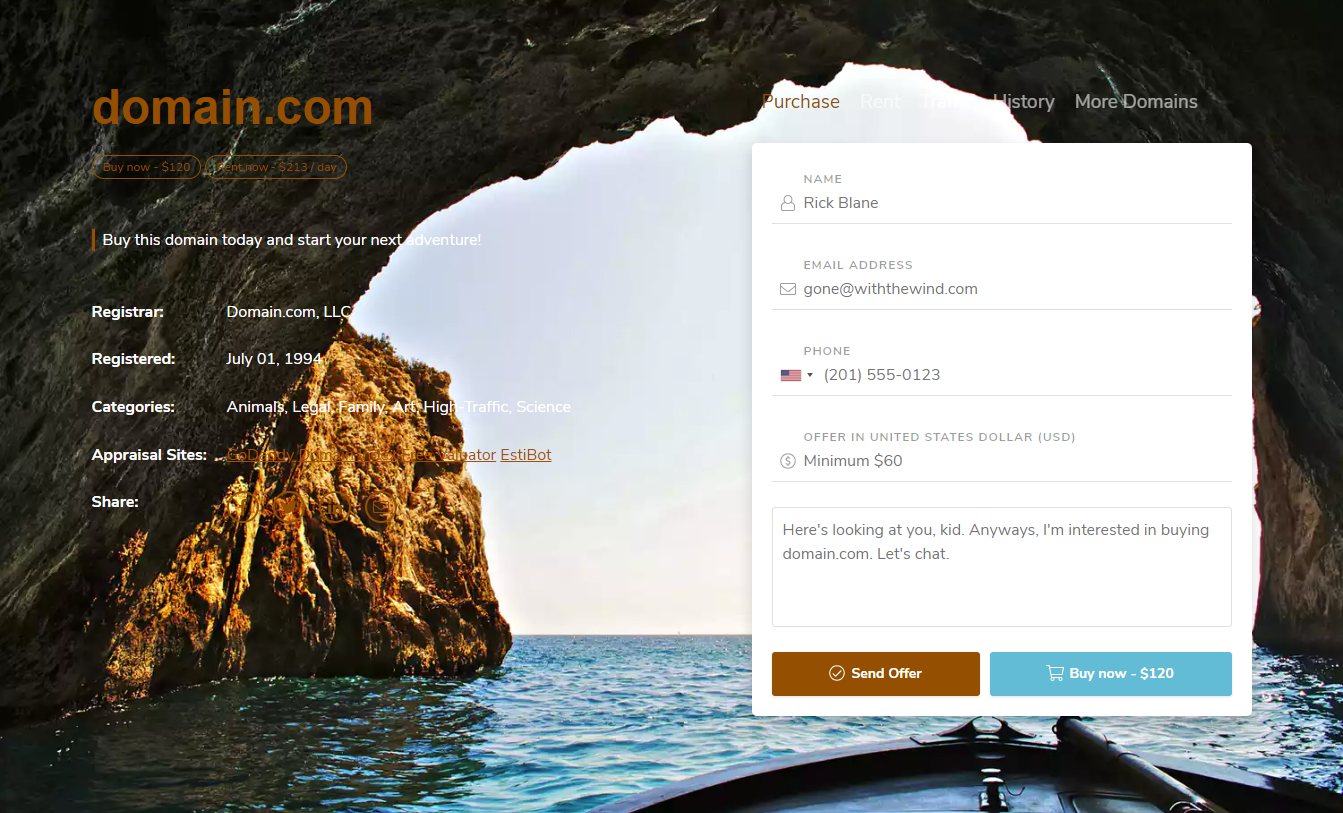 domain.com
Purchase Rent History More Domains
Buy now - $120 Rent now - $213 / day
Buy this domain today and start your next adventure!
Registrar: Domain.com, LLC
Registered: July 01, 1994
Categories: Animals, Legal, Family, Art, High-Traffic, Science
Appraisal Sites: GoDaddy EstiBot
Share:
NAME
Rick Blane
EMAIL ADDRESS
gone@withthewind.com
PHONE
(201) 555-0123
OFFER IN UNITED STATES DOLLAR (USD)
Minimum $60
Here's looking at you, kid. Anyways, I'm interested in buying
domain.com. Let's chat.
Send Offer Buy now - $120